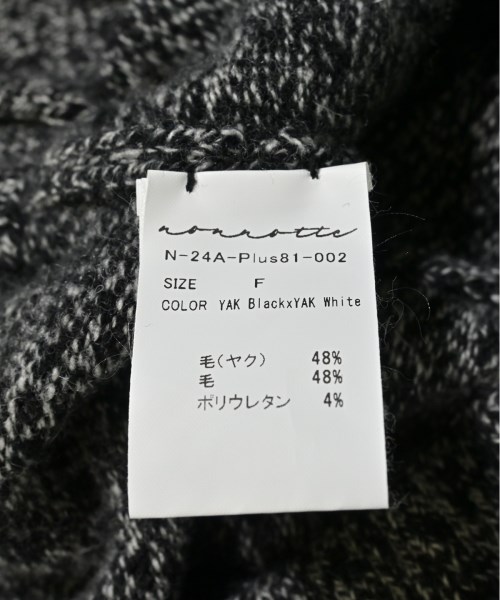 nonnotte
N-24A-Plus81-002
SIZE F
COLOR YAK BlackxYAK White
毛(ヤク) 48%
毛 48%
ポリウレタン 4%